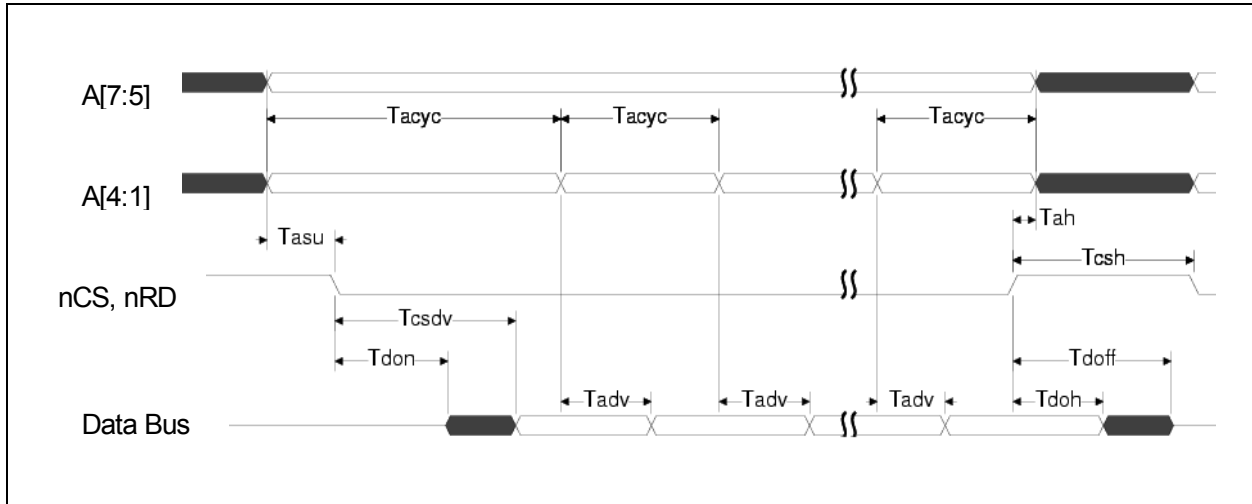 A[7:5]
Tacyc Tacyc Tacyc
A[4:1]
Tah
Tasu
Tcsh
nCS, nRD
Tcsdv
Tdon Tdoff
Tadv Tadv Tadv Tdoh
Data Bus